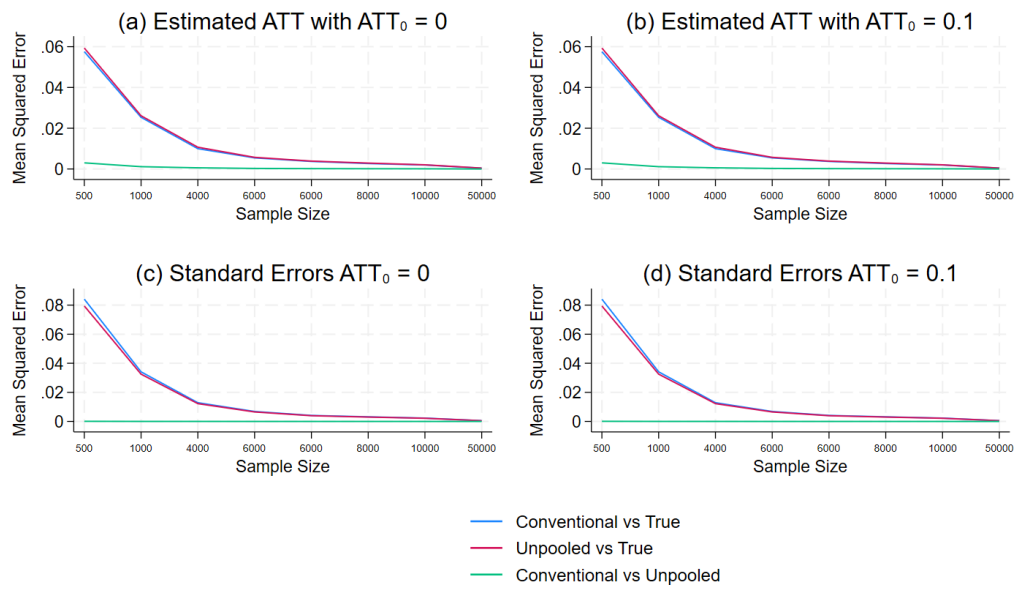 (a) Estimated ATT with ATT₀ = 0
Mean Squared Error
.06
.04
.02
0
500 1000 4000 6000 6000 8000 10000 50000
Sample Size
(b) Estimated ATT with ATT₀ = 0.1
Mean Squared Error
.06
.04
.02
0
500 1000 4000 6000 6000 8000 10000 50000
Sample Size
(c) Standard Errors ATT₀ = 0
Mean Squared Error
.08
.06
.04
.02
0
500 1000 4000 6000 6000 8000 10000 50000
Sample Size
(d) Standard Errors ATT₀ = 0.1
Mean Squared Error
.08
.06
.04
.02
0
500 1000 4000 6000 6000 8000 10000 50000
Sample Size
Conventional vs True
Unpooled vs True
Conventional vs Unpooled